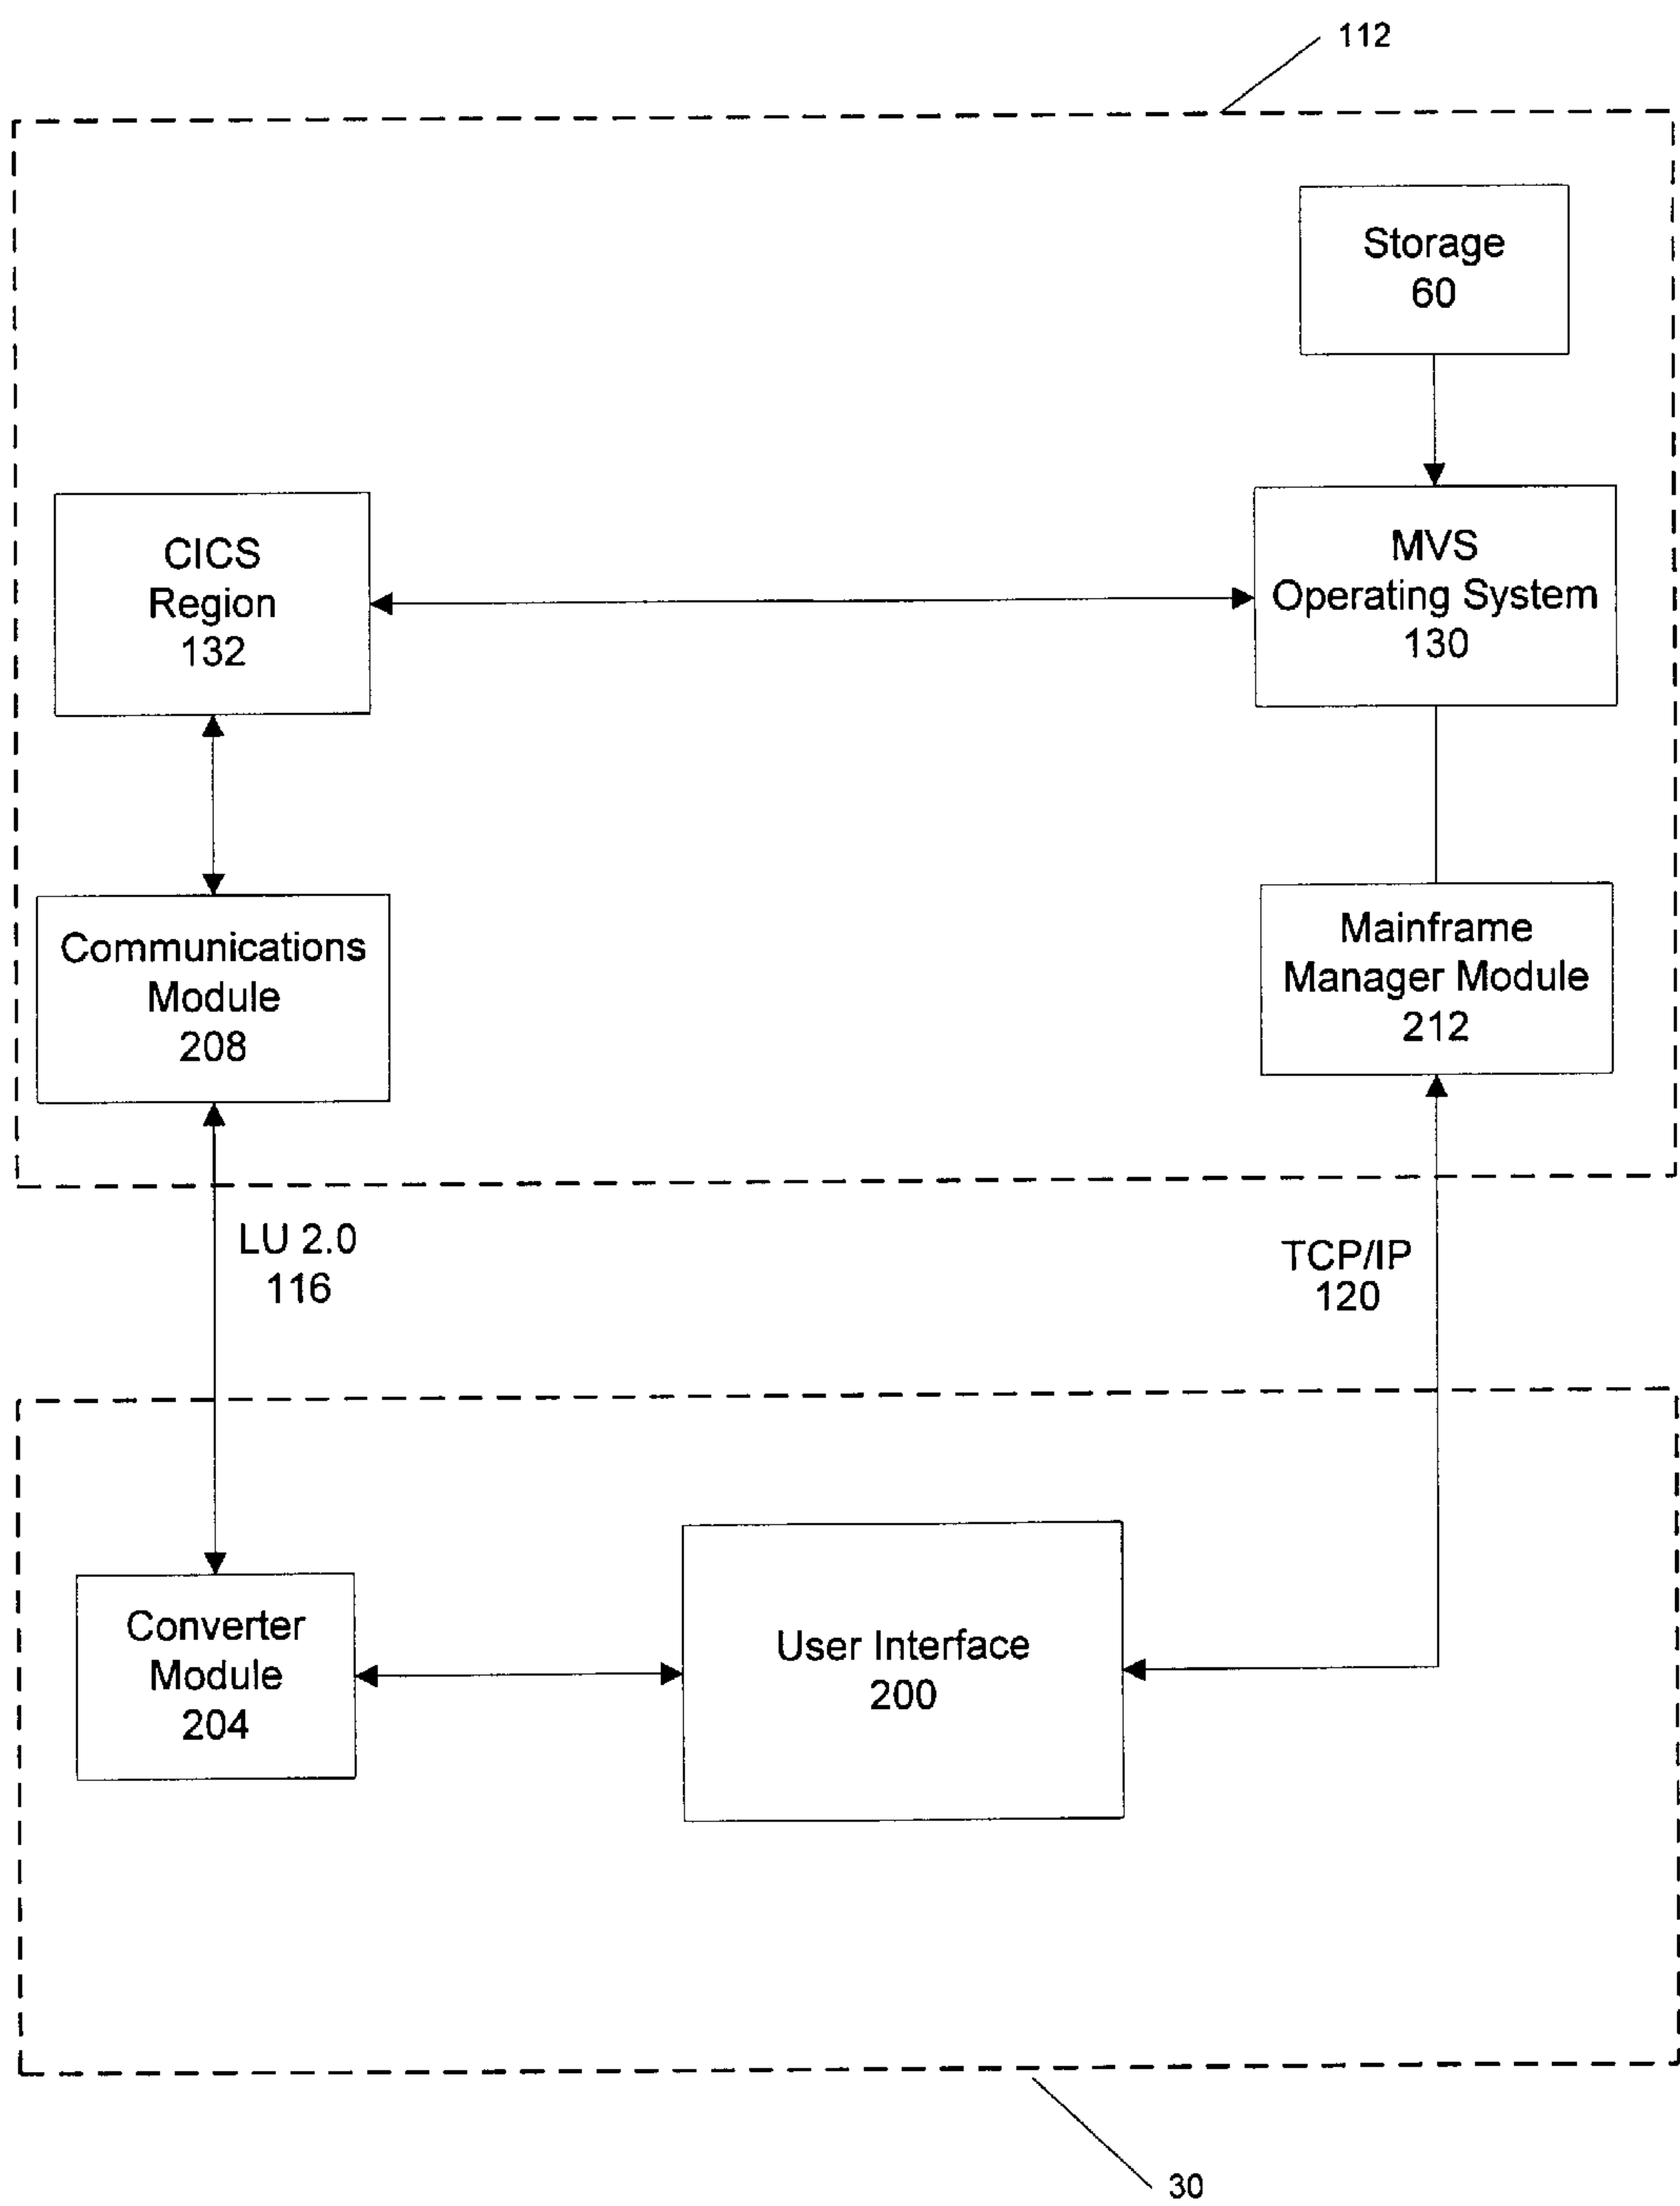 112
Storage
60
CICS
Region
132
MVS
Operating System
130
Communications
Module
208
Mainframe
Manager Module
212
LU 2.0
116
TCP/IP
120
Converter
Module
204
User Interface
200
30